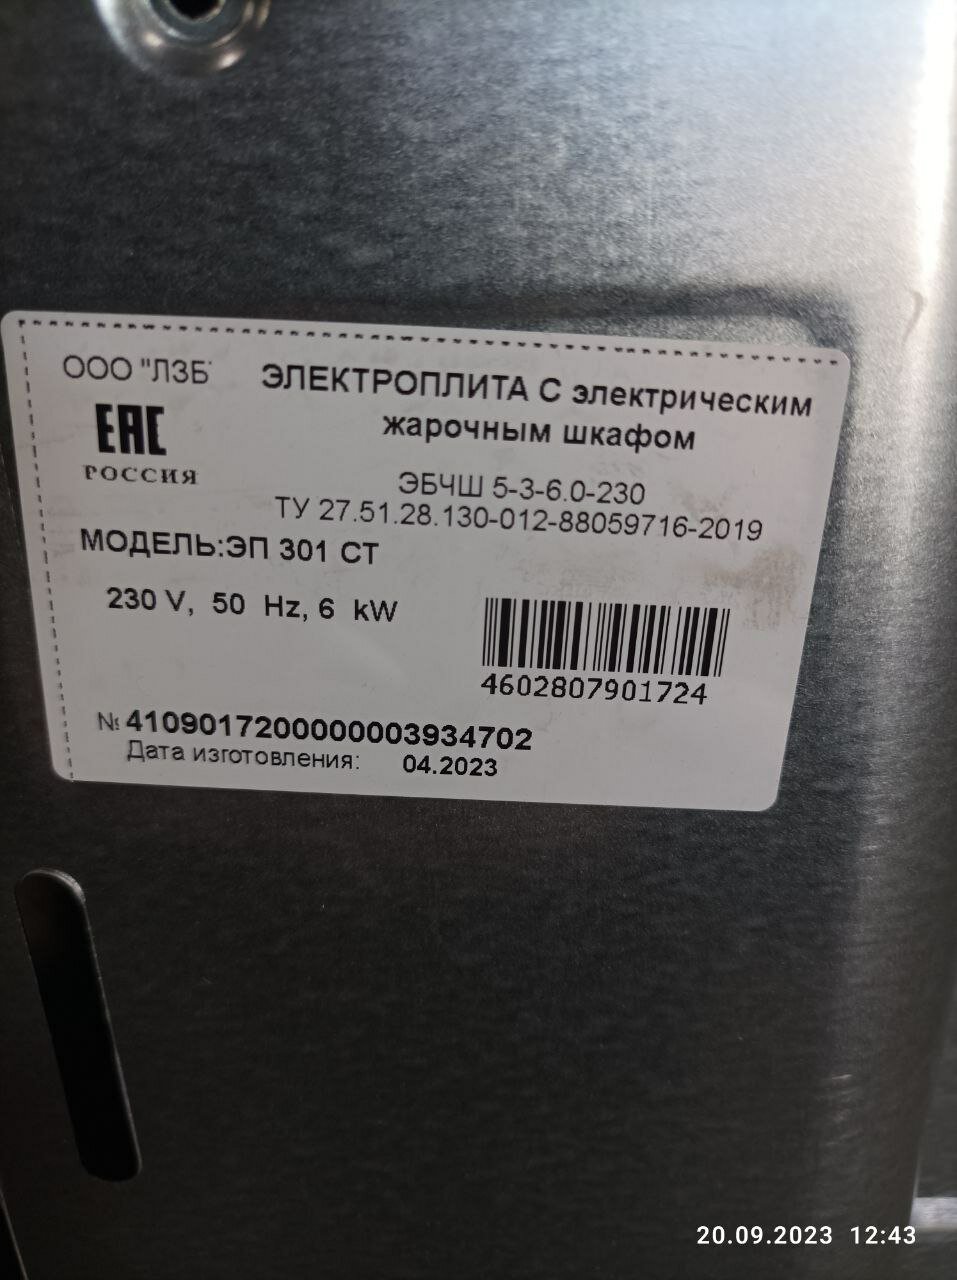 ООО "ЛЗБ"
ЭЛЕКТРОПЛИТА С электрическим
жарочным шкафом
ЕАС
РОССИЯ
ЭБЧШ 5-3-6.0-230
ТУ 27.51.28.130-012-88059716-2019
МОДЕЛЬ:ЭП 301 СТ
230 V, 50 Hz, 6 kW
4602807901724
№ 4109017200000003934702
Дата изготовления: 04.2023
20.09.2023 12:43